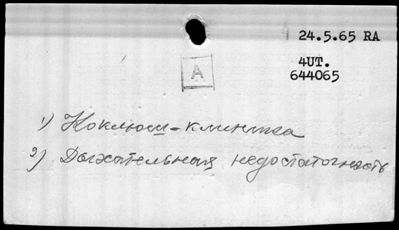 24.5.65 RA
4UT.
644065
A
1) Коклюш-клиника
2) Дыхательная недостаточность